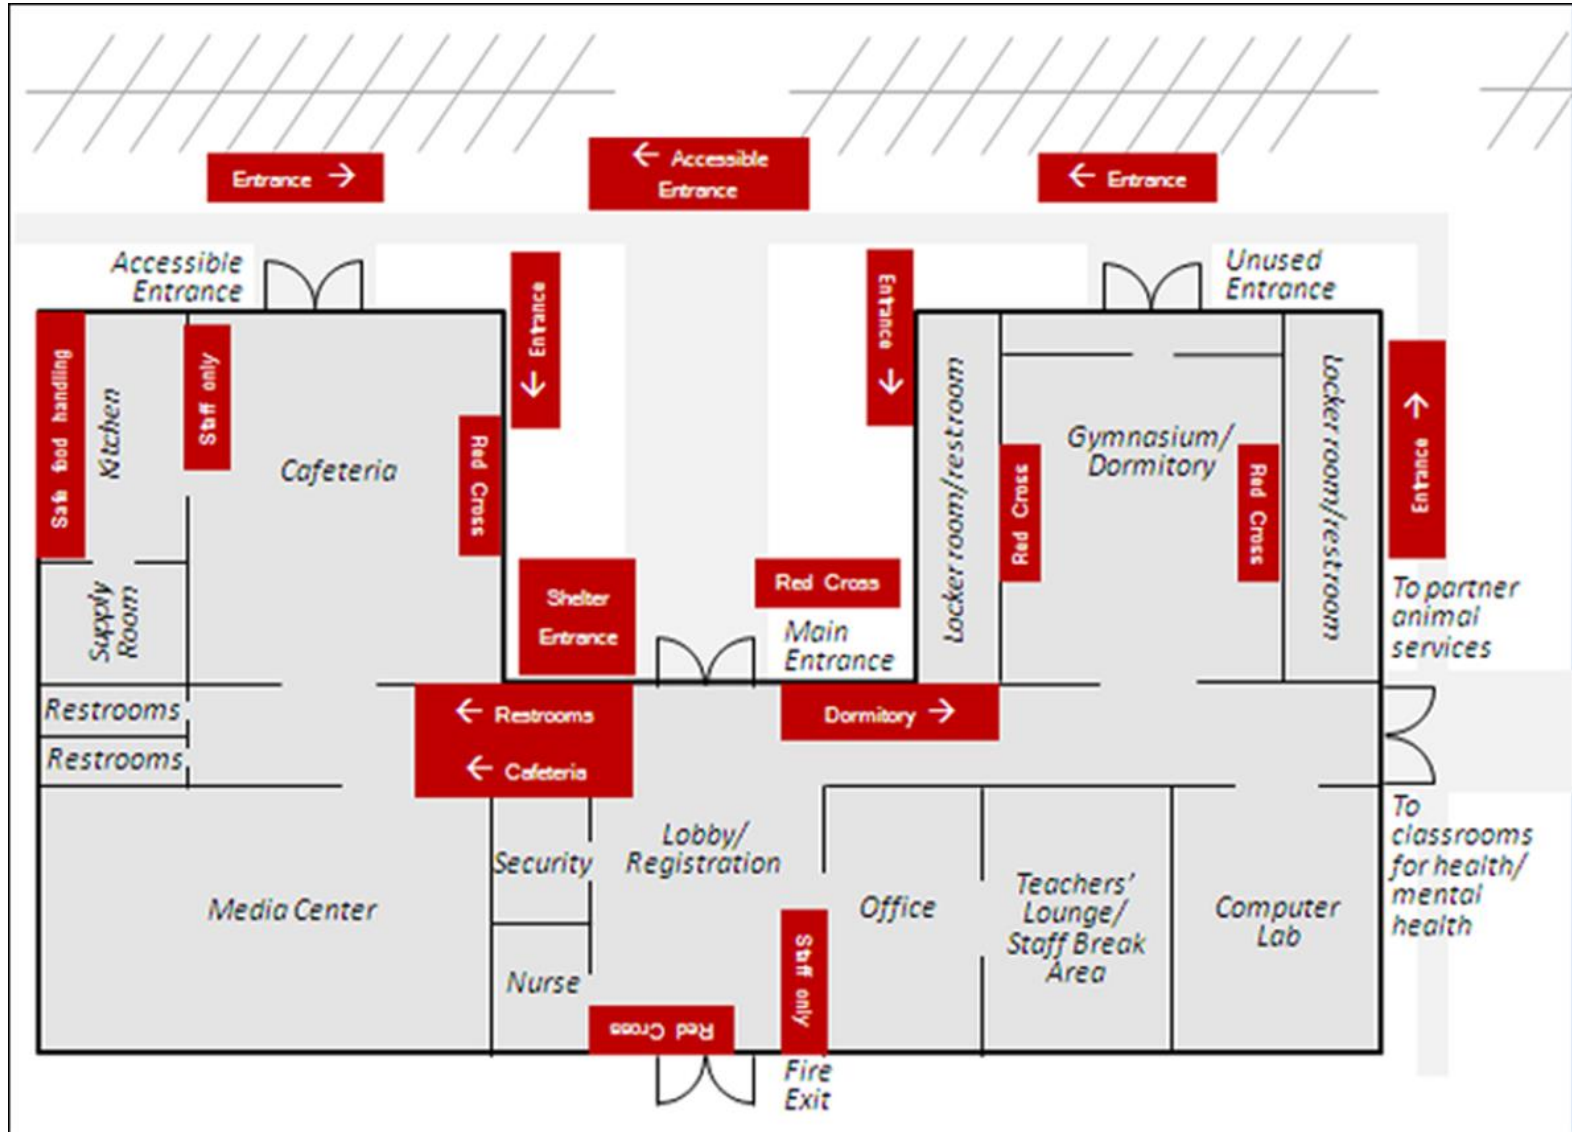 Entrance →
← Accessible
Entrance
← Entrance
Accessible
Entrance
← Entrance
Entrance →
Unused
Entrance
Safe food handling
Kitchen
Staff only
Cafeteria
Red Cross
Locker room/restroom
Gymnasium/
Dormitory
Red Cross
Red Cross
Locker room/restroom
Entrance →
Supply
Room
Shelter
Entrance
Red Cross
Main
Entrance
To partner
animal
services
Restrooms
Restrooms
← Restrooms
← Cafeteria
Dormitory →
Media Center
Security
Nurse
Lobby/
Registration
Office
Teachers’
Lounge/
Staff Break
Area
Computer
Lab
To
classrooms
for health/
mental
health
Staff only
Red Cross
Fire
Exit